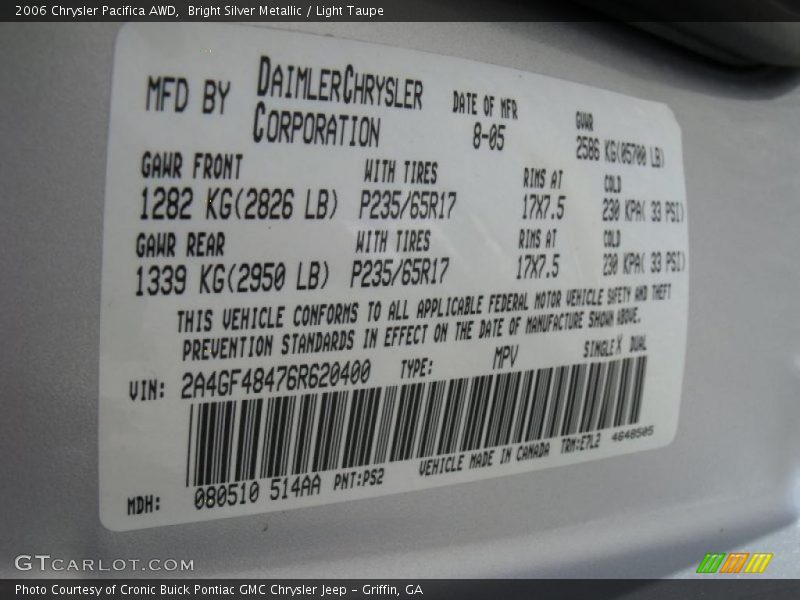 2006 Chrysler Pacifica AWD, Bright Silver Metallic / Light Taupe
MFD BY DAIMLERCHRYSLER CORPORATION
DATE OF MFR 8-05
GVWR 2586 KG(05700 LB)
GAWR FRONT WITH TIRES RIMS AT COLD
1282 KG(2826 LB) P235/65R17 17X7.5 230 KPA( 33 PSI)
GAWR REAR WITH TIRES RIMS AT COLD
1339 KG(2950 LB) P235/65R17 17X7.5 230 KPA( 33 PSI)
THIS VEHICLE CONFORMS TO ALL APPLICABLE FEDERAL MOTOR VEHICLE SAFETY AND THEFT
PREVENTION STANDARDS IN EFFECT ON THE DATE OF MANUFACTURE SHOWN ABOVE.
VIN: 2A4GF48476R620400 TYPE: MPV SINGLE X DUAL
MDH: 080510 514AA PNT:PS2 VEHICLE MADE IN CANADA TRM:E7L2 4648505
GTCARLOT.COM
Photo Courtesy of Cronic Buick Pontiac GMC Chrysler Jeep - Griffin, GA